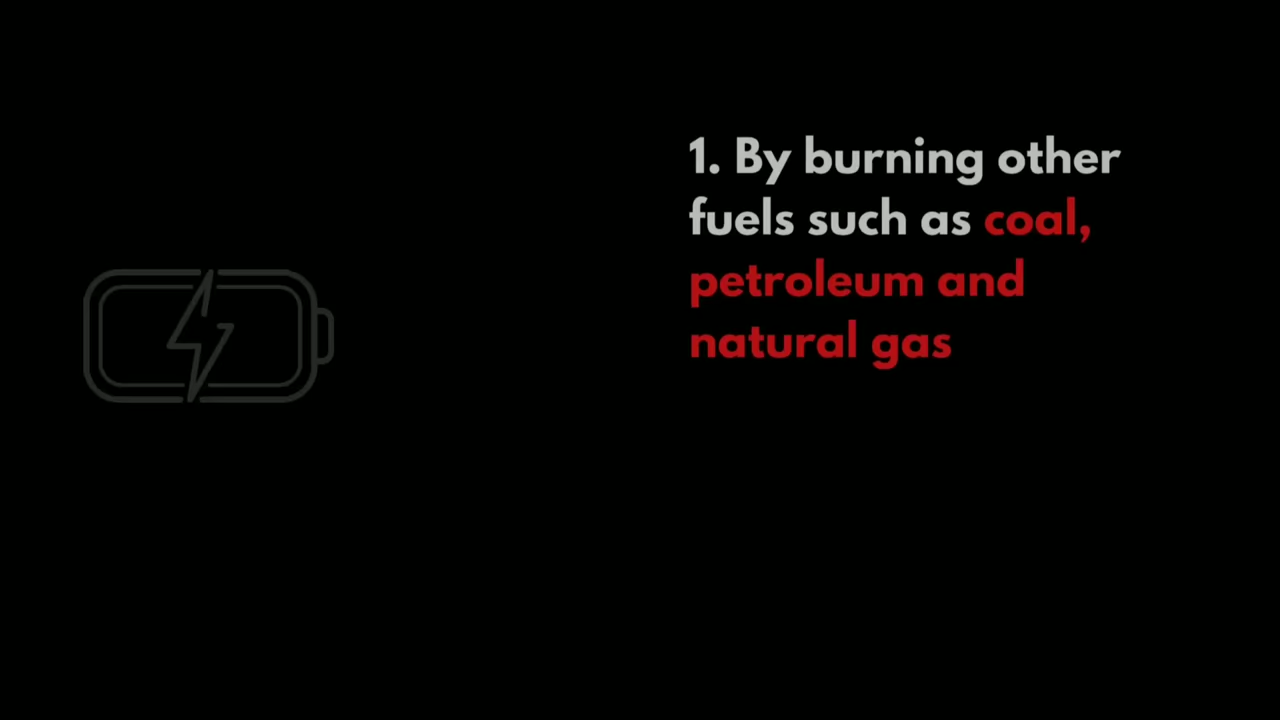 1. By burning other
fuels such as coal,
petroleum and
natural gas